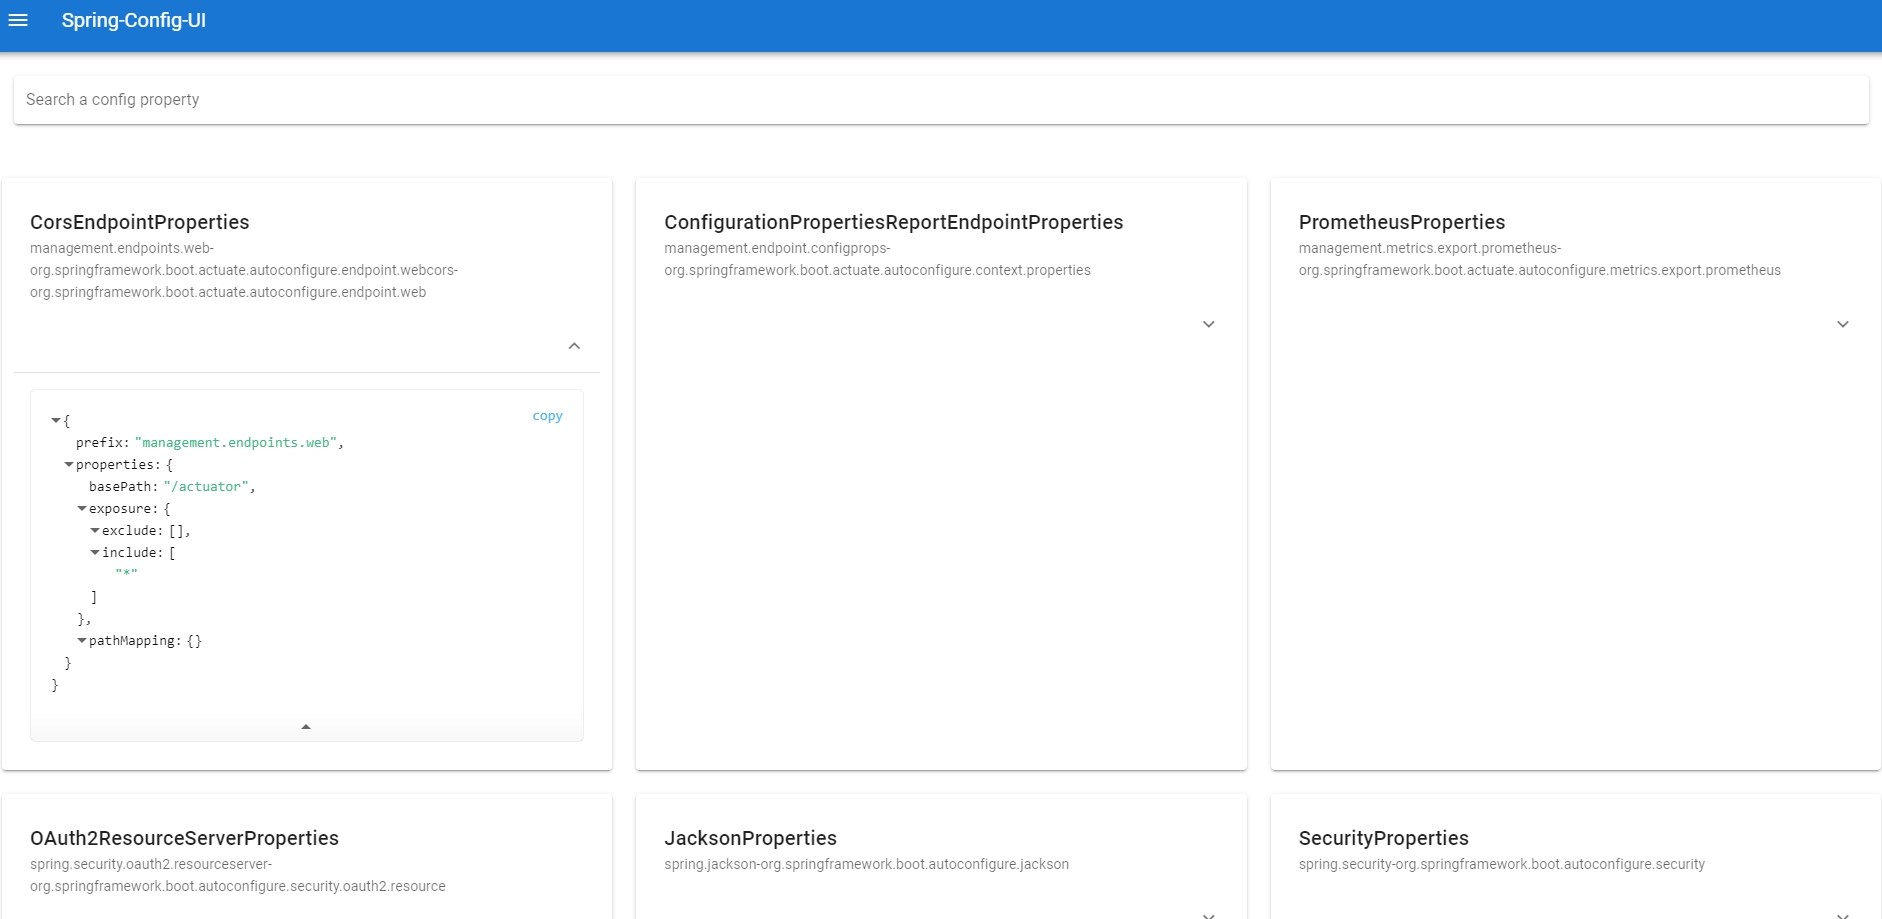 Spring-Config-UI
Search a config property
CorsEndpointProperties
management.endpoints.web-
org.springframework.boot.actuate.autoconfigure.endpoint.webcors-
org.springframework.boot.actuate.autoconfigure.endpoint.web
copy
{
prefix: "management.endpoints.web",
properties: {
basePath: "/actuator",
exposure: {
exclude: [],
include: [
"*"
]
},
pathMapping: {}
}
}
ConfigurationPropertiesReportEndpointProperties
management.endpoint.configprops-
org.springframework.boot.actuate.autoconfigure.context.properties
PrometheusProperties
management.metrics.export.prometheus-
org.springframework.boot.actuate.autoconfigure.metrics.export.prometheus
OAuth2ResourceServerProperties
spring.security.oauth2.resourceserver-
org.springframework.boot.autoconfigure.security.oauth2.resource
JacksonProperties
spring.jackson-org.springframework.boot.autoconfigure.jackson
SecurityProperties
spring.security-org.springframework.boot.autoconfigure.security